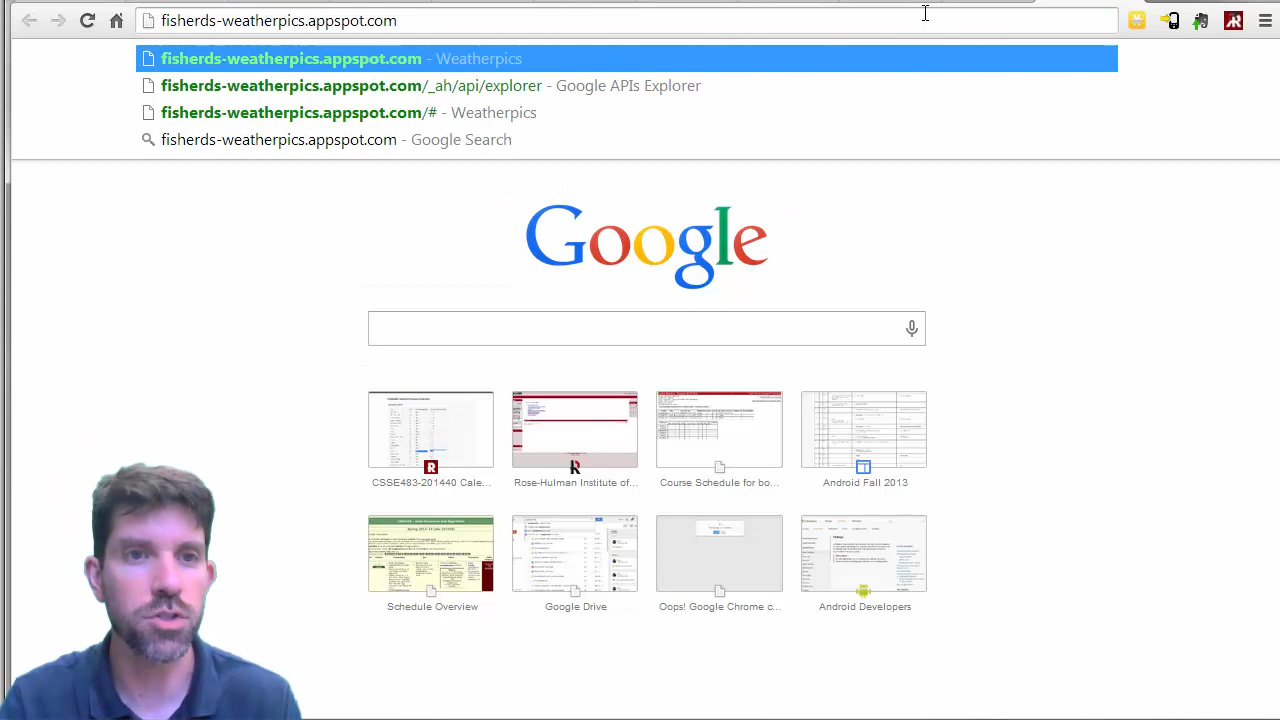 fisherds-weatherpics.appspot.com
fisherds-weatherpics.appspot.com - Weatherpics
fisherds-weatherpics.appspot.com/_ah/api/explorer - Google APIs Explorer
fisherds-weatherpics.appspot.com/# - Weatherpics
fisherds-weatherpics.appspot.com - Google Search
Google
CSSE483-201440 Cale...
Rose-Hulman Institute of...
Course Schedule for bo...
Android Fall 2013
Schedule Overview
Google Drive
Oops! Google Chrome c...
Android Developers